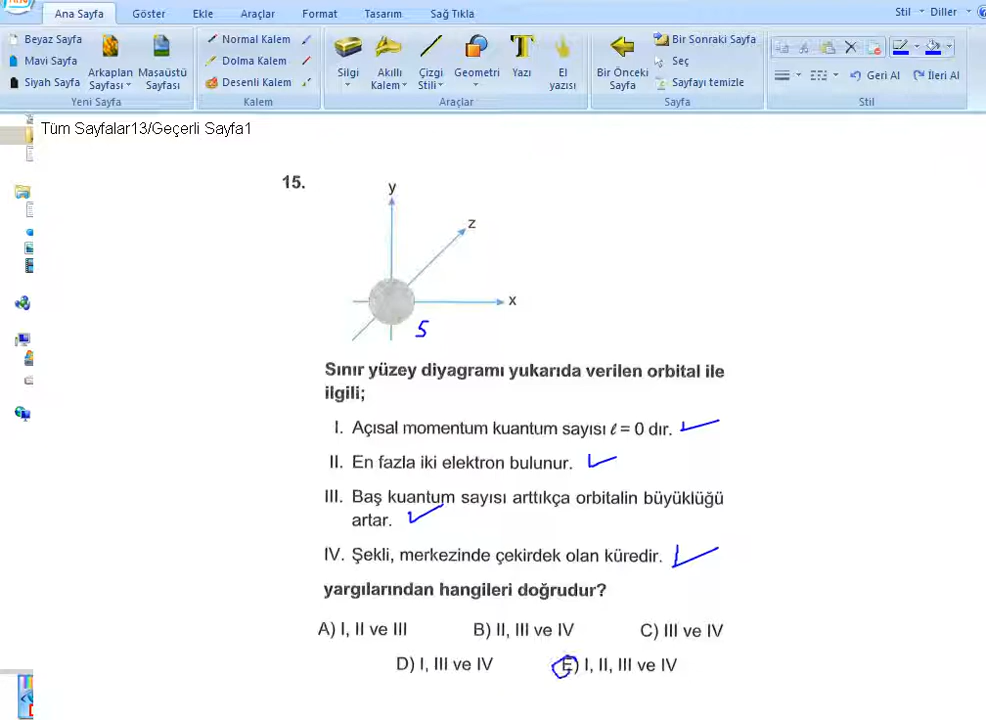 Ana Sayfa Göster Ekle Araçlar Format Tasarım Sağ Tıkla Stil Diller
Beyaz Sayfa
Mavi Sayfa
Siyah Sayfa
Arkaplan Sayfası
Masaüstü Sayfası
Yeni Sayfa
Normal Kalem
Dolma Kalem
Desenli Kalem
Kalem
Silgi
Akıllı Kalem
Çizgi Stili
Geometri
Yazı
El yazısı
Araçlar
Bir Önceki Sayfa
Bir Sonraki Sayfa
Seç
Sayfayı temizle
Sayfa
Geri Al İleri Al
Stil
Tüm Sayfalar13/Geçerli Sayfa1
15.
y
z
x
S
Sınır yüzey diyagramı yukarıda verilen orbital ile
ilgili;
I. Açısal momentum kuantum sayısı ℓ = 0 dır.
II. En fazla iki elektron bulunur.
III. Baş kuantum sayısı arttıkça orbitalin büyüklüğü
artar.
IV. Şekli, merkezinde çekirdek olan küredir.
yargılarından hangileri doğrudur?
A) I, II ve III B) II, III ve IV C) III ve IV
D) I, III ve IV E) I, II, III ve IV